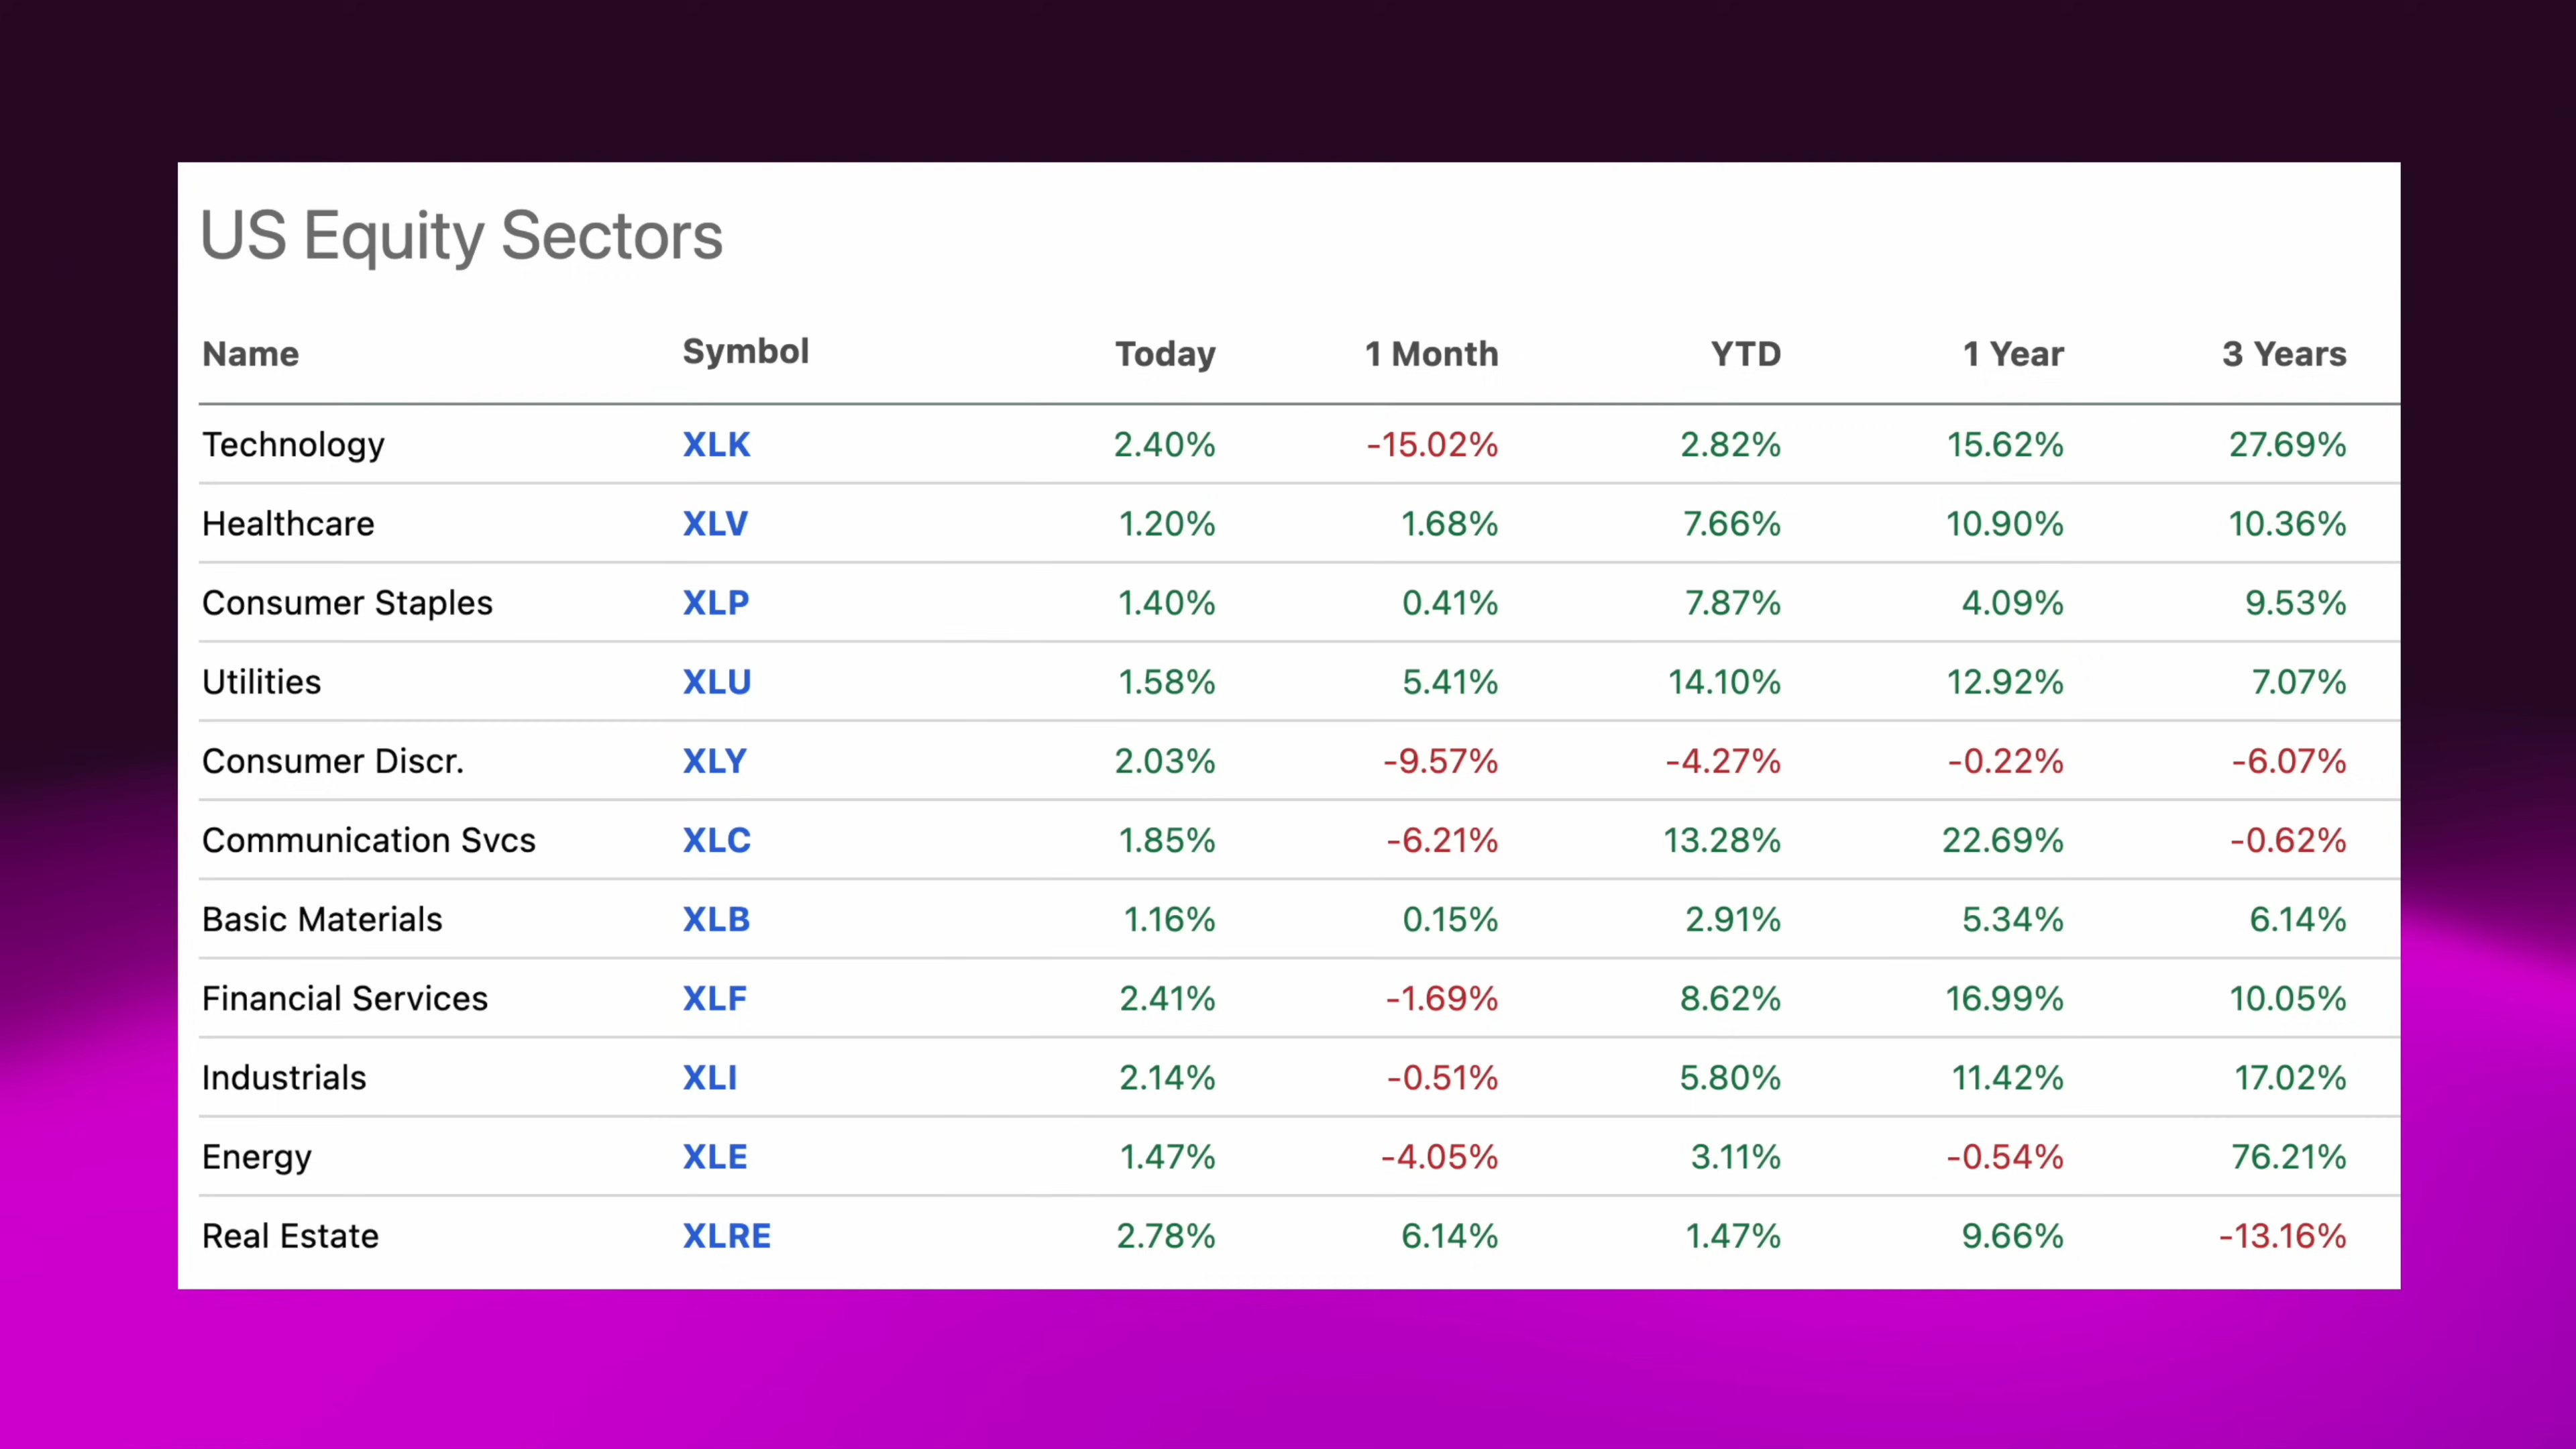 US Equity Sectors
Name Symbol Today 1 Month YTD 1 Year 3 Years
Technology XLK 2.40% -15.02% 2.82% 15.62% 27.69%
Healthcare XLV 1.20% 1.68% 7.66% 10.90% 10.36%
Consumer Staples XLP 1.40% 0.41% 7.87% 4.09% 9.53%
Utilities XLU 1.58% 5.41% 14.10% 12.92% 7.07%
Consumer Discr. XLY 2.03% -9.57% -4.27% -0.22% -6.07%
Communication Svcs XLC 1.85% -6.21% 13.28% 22.69% -0.62%
Basic Materials XLB 1.16% 0.15% 2.91% 5.34% 6.14%
Financial Services XLF 2.41% -1.69% 8.62% 16.99% 10.05%
Industrials XLI 2.14% -0.51% 5.80% 11.42% 17.02%
Energy XLE 1.47% -4.05% 3.11% -0.54% 76.21%
Real Estate XLRE 2.78% 6.14% 1.47% 9.66% -13.16%